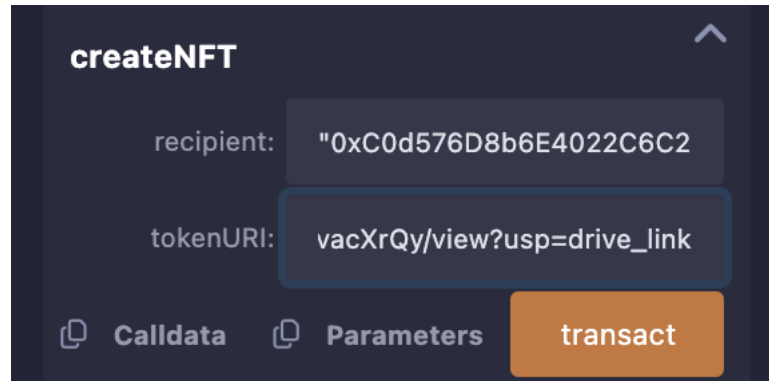 createNFT
recipient: "0xC0d576D8b6E4022C6C2
tokenURI: vacXrQy/view?usp=drive_link
Calldata Parameters transact